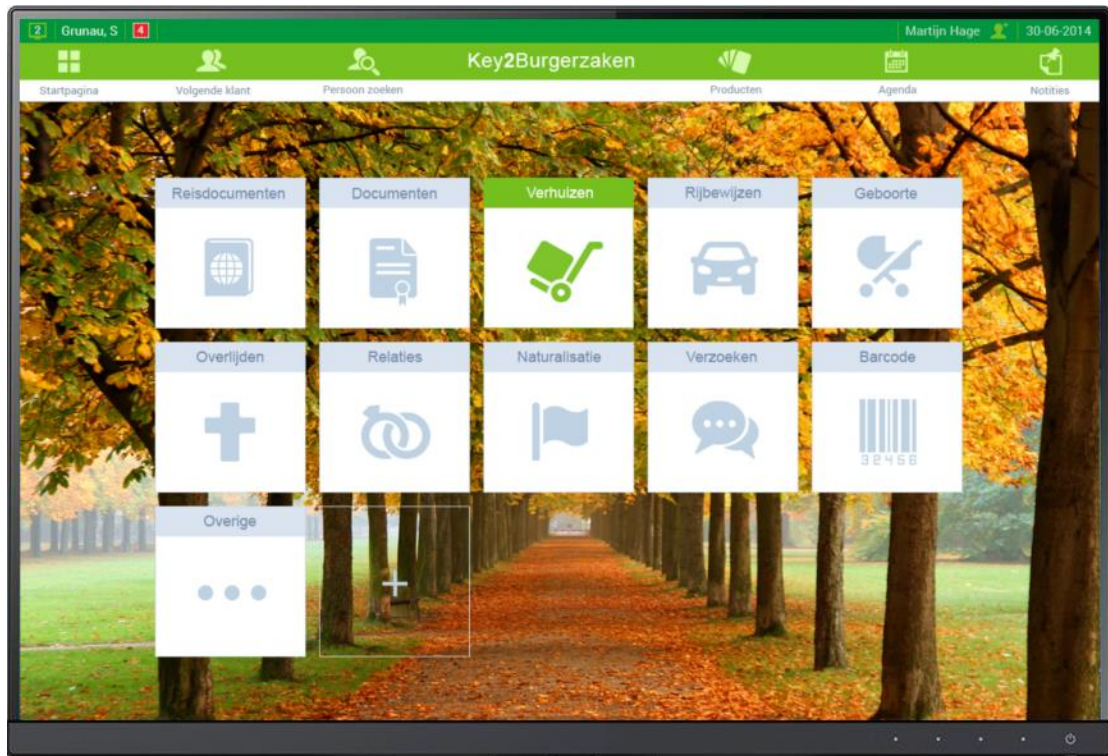 2 Grunau, S 4 Martijn Hage 30-06-2014
Key2Burgerzaken
Startpagina Volgende klant Persoon zoeken Producten Agenda Notities
Reisdocumenten Documenten Verhuizen Rijbewijzen Geboorte
Overlijden Relaties Naturalisatie Verzoeken Barcode
32456
Overige